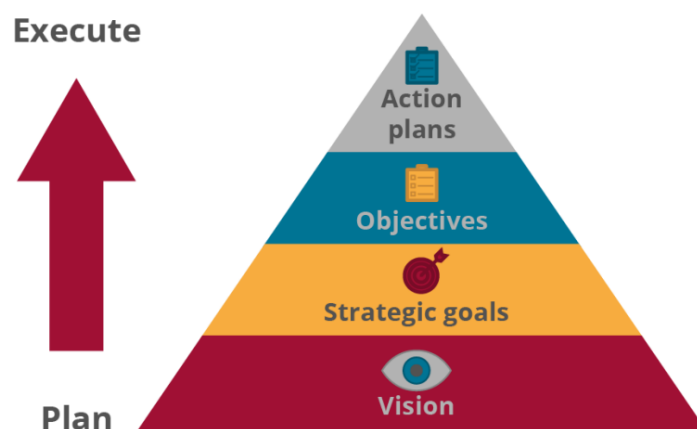 Execute
Action
plans
Objectives
Strategic goals
Vision
Plan